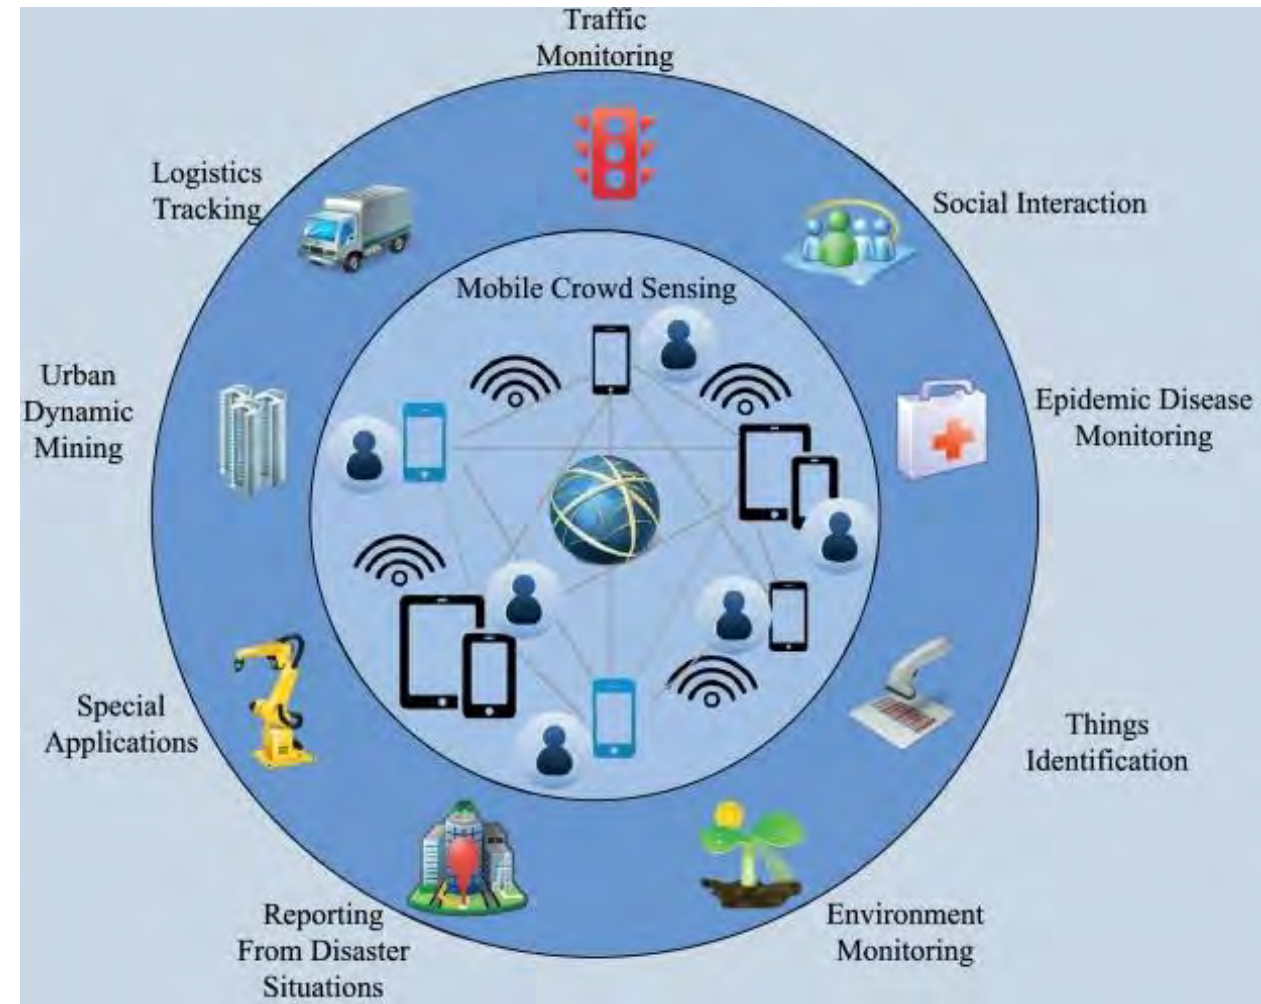 Traffic
Monitoring
Logistics
Tracking
Social Interaction
Mobile Crowd Sensing
Urban
Dynamic
Mining
Epidemic Disease
Monitoring
Special
Applications
Things
Identification
Reporting
From Disaster
Situations
Environment
Monitoring